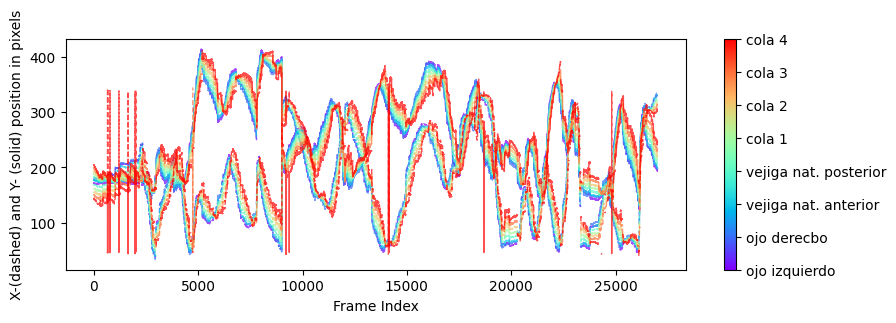 X-(dashed) and Y- (solid) position in pixels
400
300
200
100
0
5000
10000
15000
20000
25000
Frame Index
cola 4
cola 3
cola 2
cola 1
vejiga nat. posterior
vejiga nat. anterior
ojo derecbo
ojo izquierdo